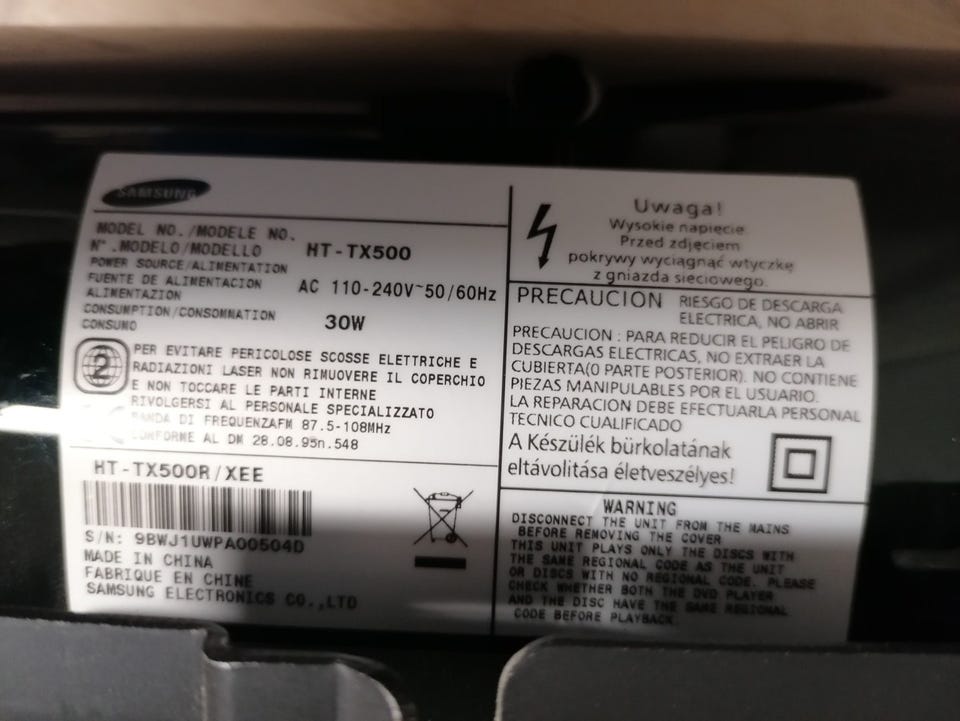 SAMSUNG
MODEL NO./MODELE NO.
N°.MODELO/MODELLO HT-TX500
POWER SOURCE/ALIMENTATION
FUENTE DE ALIMENTACION
ALIMENTAZION AC 110-240V~50/60Hz
CONSUMPTION/CONSOMMATION
CONSUMO 30W
2
PER EVITARE PERICOLOSE SCOSSE ELETTRICHE E
RADIAZIONI LASER NON RIMUOVERE IL COPERCHIO
E NON TOCCARE LE PARTI INTERNE
RIVOLGERSI AL PERSONALE SPECIALIZZATO
BANDA DI FREQUENZAFM 87.5-108MHz
CONFORME AL DM 28.08.95n.548
HT-TX500R/XEE
S/N: 9BWJ1UWPA00504D
MADE IN CHINA
FABRIQUE EN CHINE
SAMSUNG ELECTRONICS CO.,LTD
Uwaga!
Wysokie napięcie
Przed zdjęciem
pokrywy wyciągnąć wtyczkę
z gniazda sieciowego.
PRECAUCION RIESGO DE DESCARGA
ELECTRICA, NO ABRIR
PRECAUCION : PARA REDUCIR EL PELIGRO DE
DESCARGAS ELECTRICAS, NO EXTRAER LA
CUBIERTA(O PARTE POSTERIOR). NO CONTIENE
PIEZAS MANIPULABLES POR EL USUARIO.
LA REPARACION DEBE EFECTUARLA PERSONAL
TECNICO CUALIFICADO
A Készülék bürkolatának
eltávolitása életveszélyes!
WARNING
DISCONNECT THE UNIT FROM THE MAINS
BEFORE REMOVING THE COVER
THIS UNIT PLAYS ONLY THE DISCS WITH
THE SAME REGIONAL CODE AS THE UNIT
OR DISCS WITH NO REGIONAL CODE. PLEASE
CHECK WHETHER BOTH THE DVD PLAYER
AND THE DISC HAVE THE SAME REGIONAL
CODE BEFORE PLAYBACK.